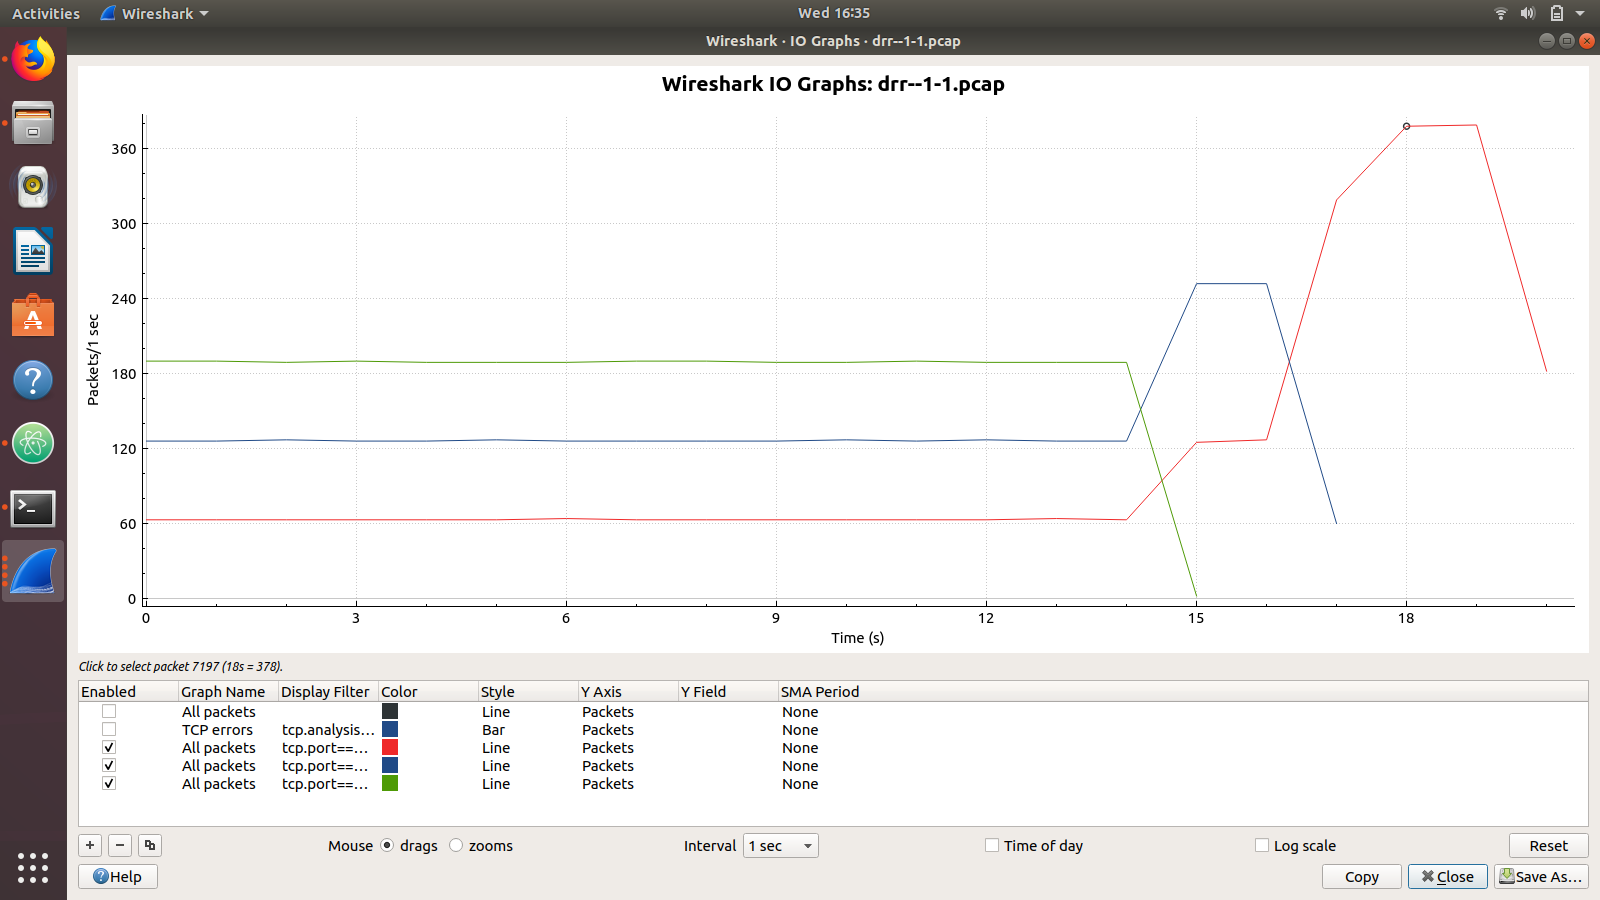 Activities Wireshark Wed 16:35
Wireshark · IO Graphs · drr--1-1.pcap
Wireshark IO Graphs: drr--1-1.pcap
360
300
240
180
120
60
0
Packets/1 sec
0 3 6 9 12 15 18
Time (s)
Click to select packet 7197 (18s = 378).
Enabled Graph Name Display Filter Color Style Y Axis Y Field SMA Period
All packets Line Packets None
TCP errors tcp.analysis... Bar Packets None
All packets tcp.port==... Line Packets None
All packets tcp.port==... Line Packets None
All packets tcp.port==... Line Packets None
Mouse drags zooms Interval 1 sec Time of day Log scale Reset
Help Copy Close Save As...